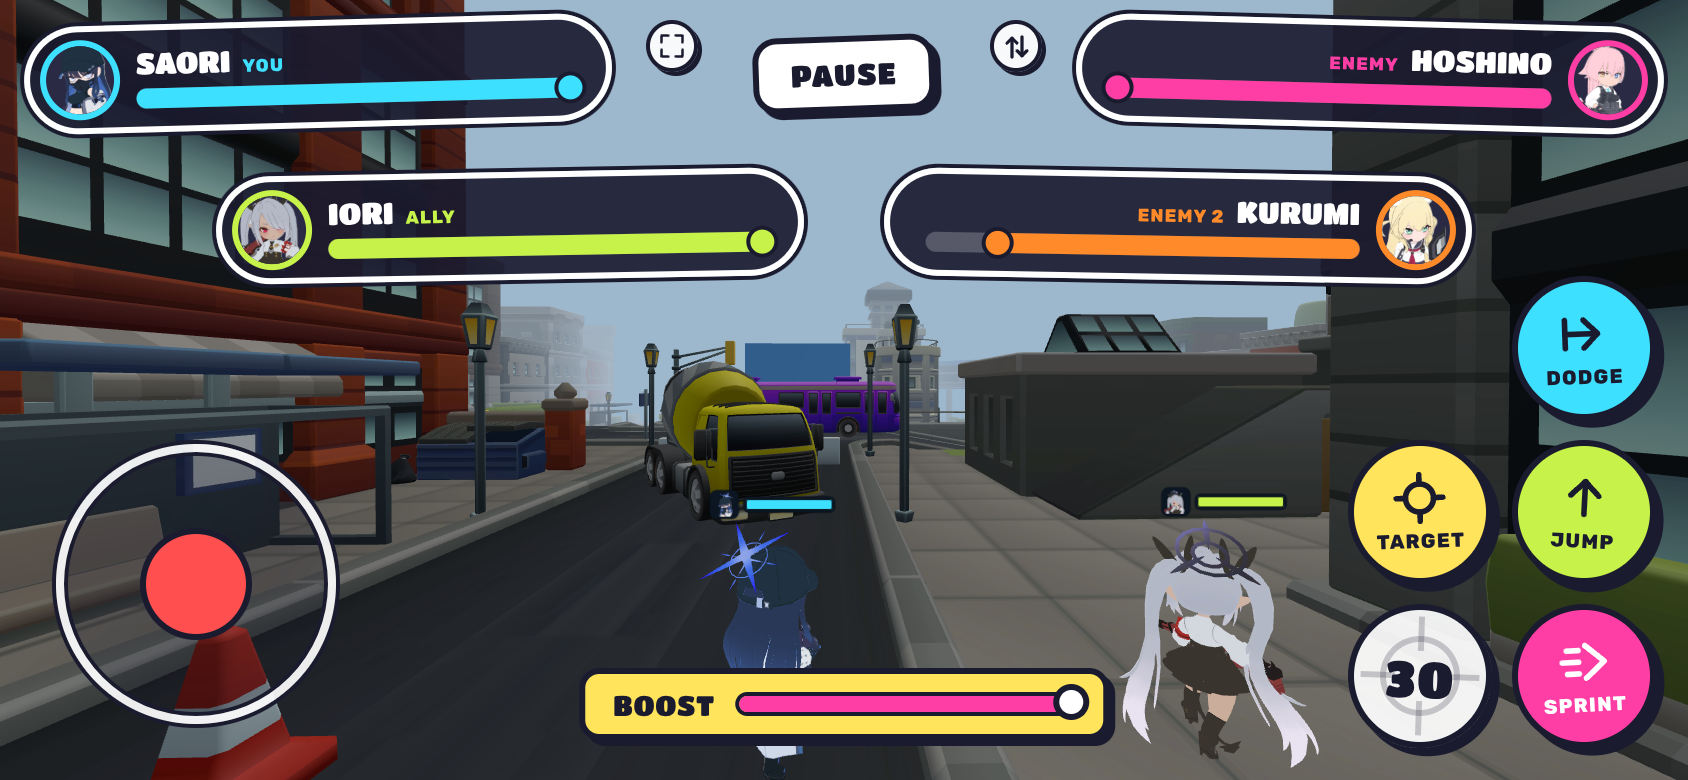 SAORI YOU
PAUSE
ENEMY HOSHINO
IORI ALLY
ENEMY 2 KURUMI
DODGE
TARGET
JUMP
30
SPRINT
BOOST